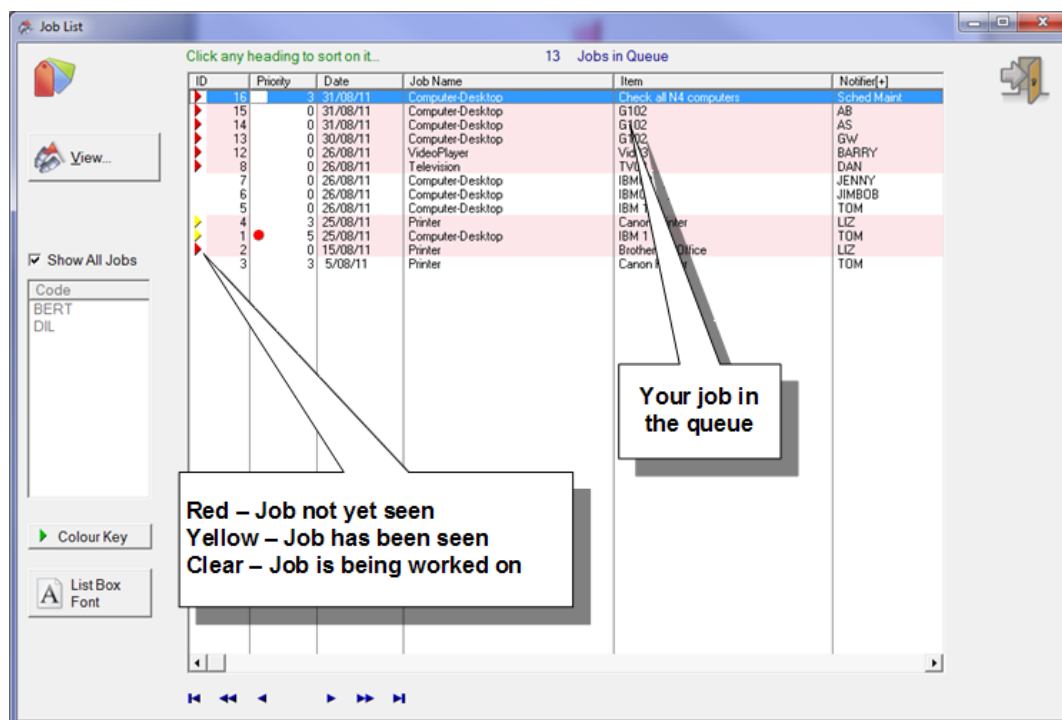 Job List
Click any heading to sort on it...
13 Jobs in Queue
ID Priority Date Job Name Item Notifier[+]
16 3 31/08/11 Computer-Desktop Check all N4 computers Sched Maint
15 0 31/08/11 Computer-Desktop G102 AB
14 0 31/08/11 Computer-Desktop G102 AS
13 0 30/08/11 Computer-Desktop GW
12 0 26/08/11 VideoPlayer BARRY
8 0 26/08/11 Television DAN
7 0 26/08/11 Computer-Desktop JENNY
6 0 26/08/11 Computer-Desktop JIMBOB
5 0 26/08/11 Computer-Desktop IBM 1 TOM
4 3 25/08/11 Printer Canon LIZ
1 5 25/08/11 Computer-Desktop IBM 1 TOM
2 0 15/08/11 Printer Brother LIZ
3 3 5/08/11 Printer Canon TOM
View...
Show All Jobs
Code
BERT
DIL
Colour Key
List Box
Font
Your job in
the queue
Red – Job not yet seen
Yellow – Job has been seen
Clear – Job is being worked on